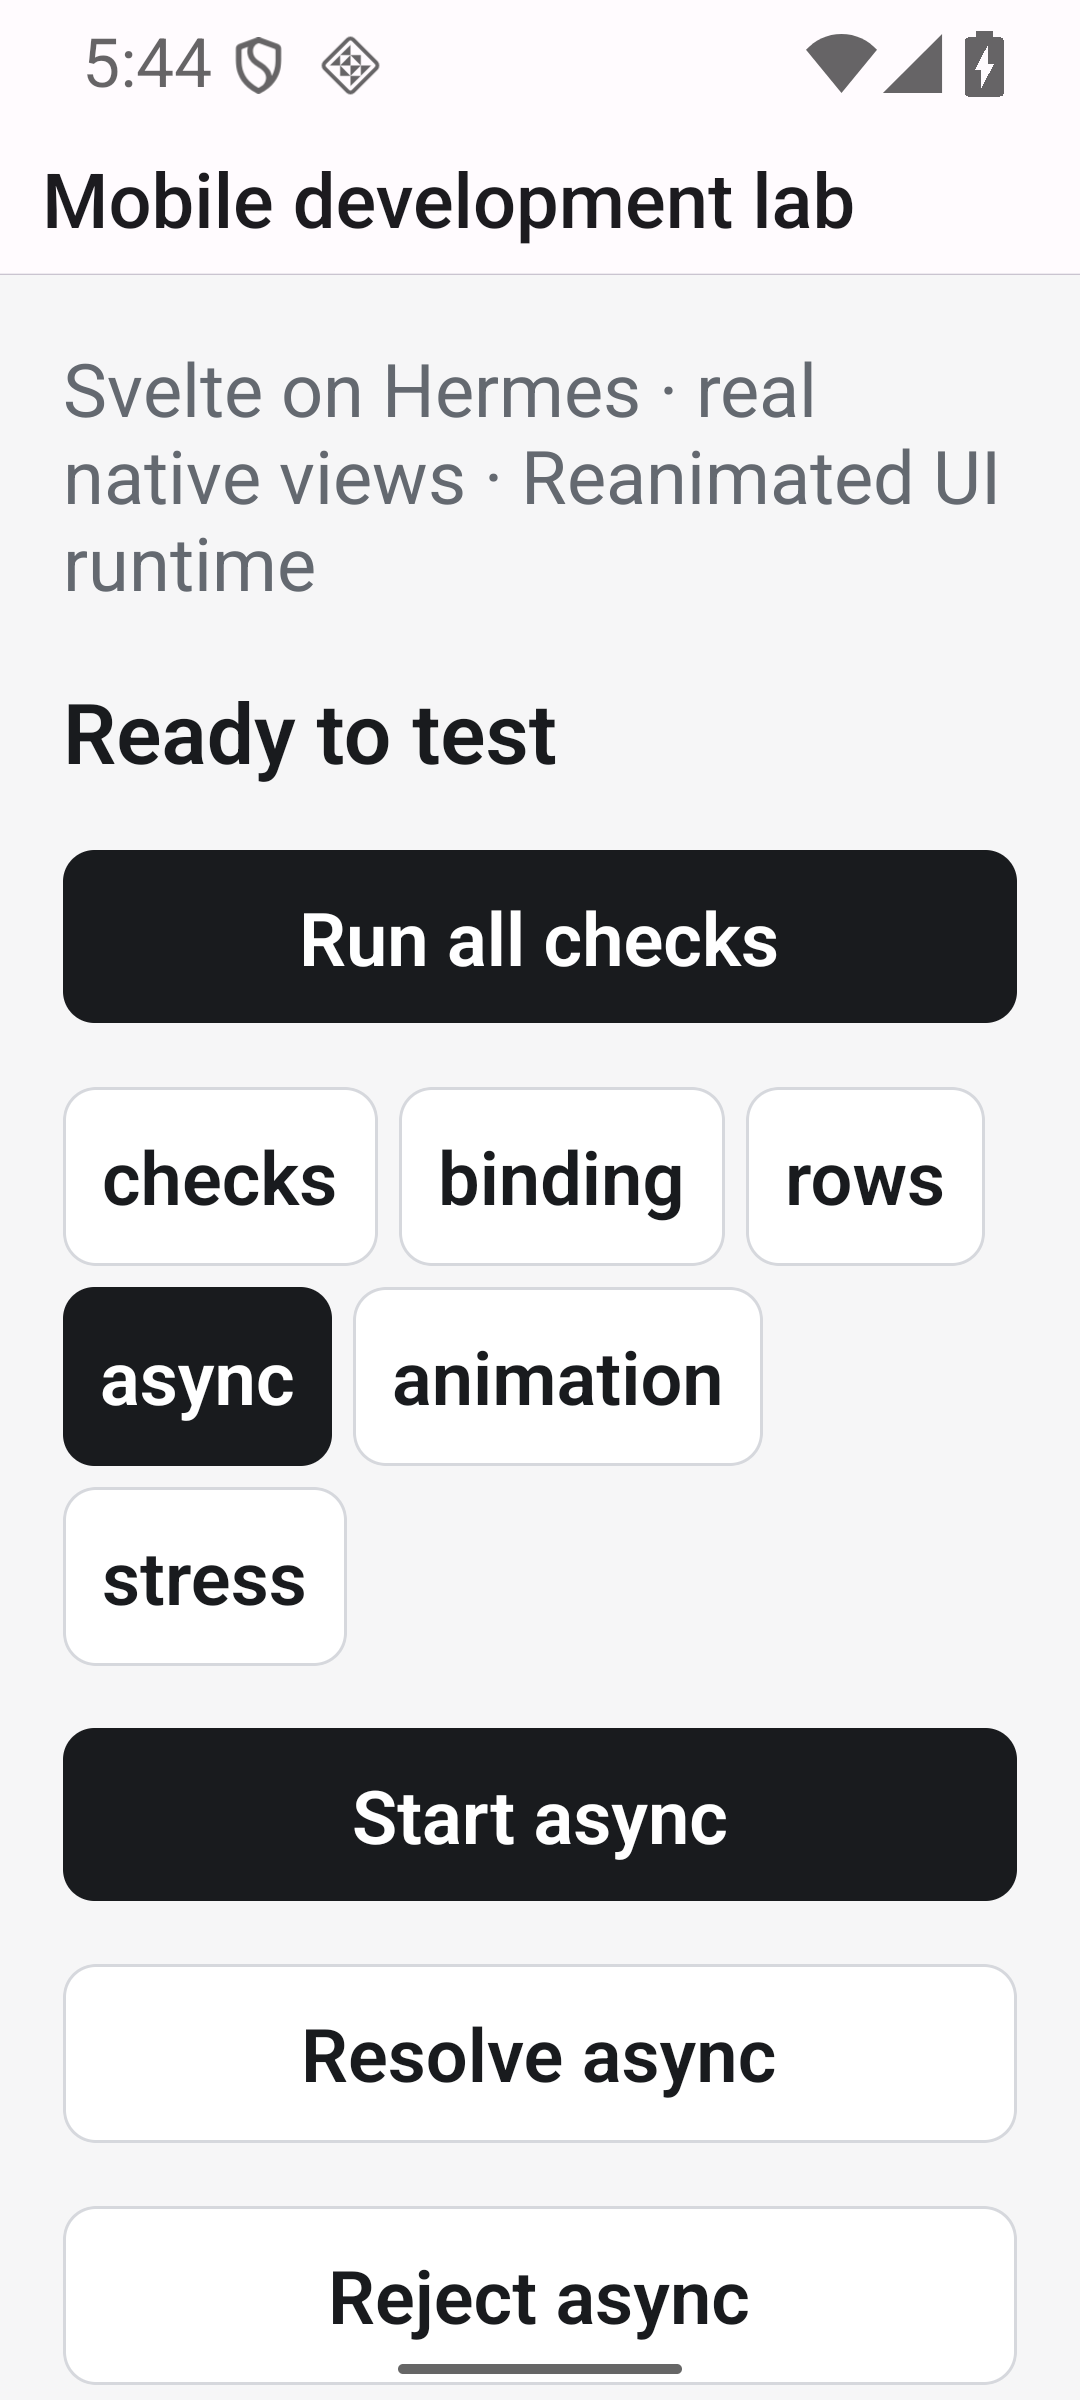 5:44
Mobile development lab
Svelte on Hermes · real
native views · Reanimated UI
runtime
Ready to test
Run all checks
checks binding rows
async animation
stress
Start async
Resolve async
Reject async